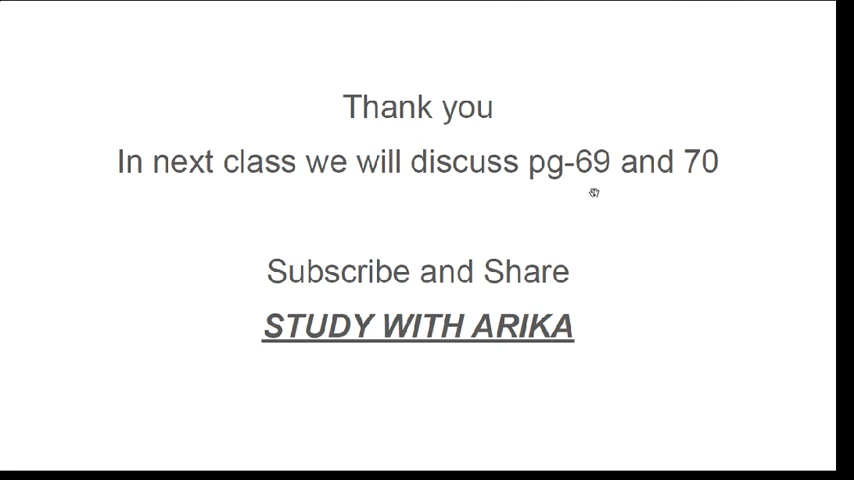 Thank you
In next class we will discuss pg-69 and 70
Subscribe and Share
STUDY WITH ARIKA